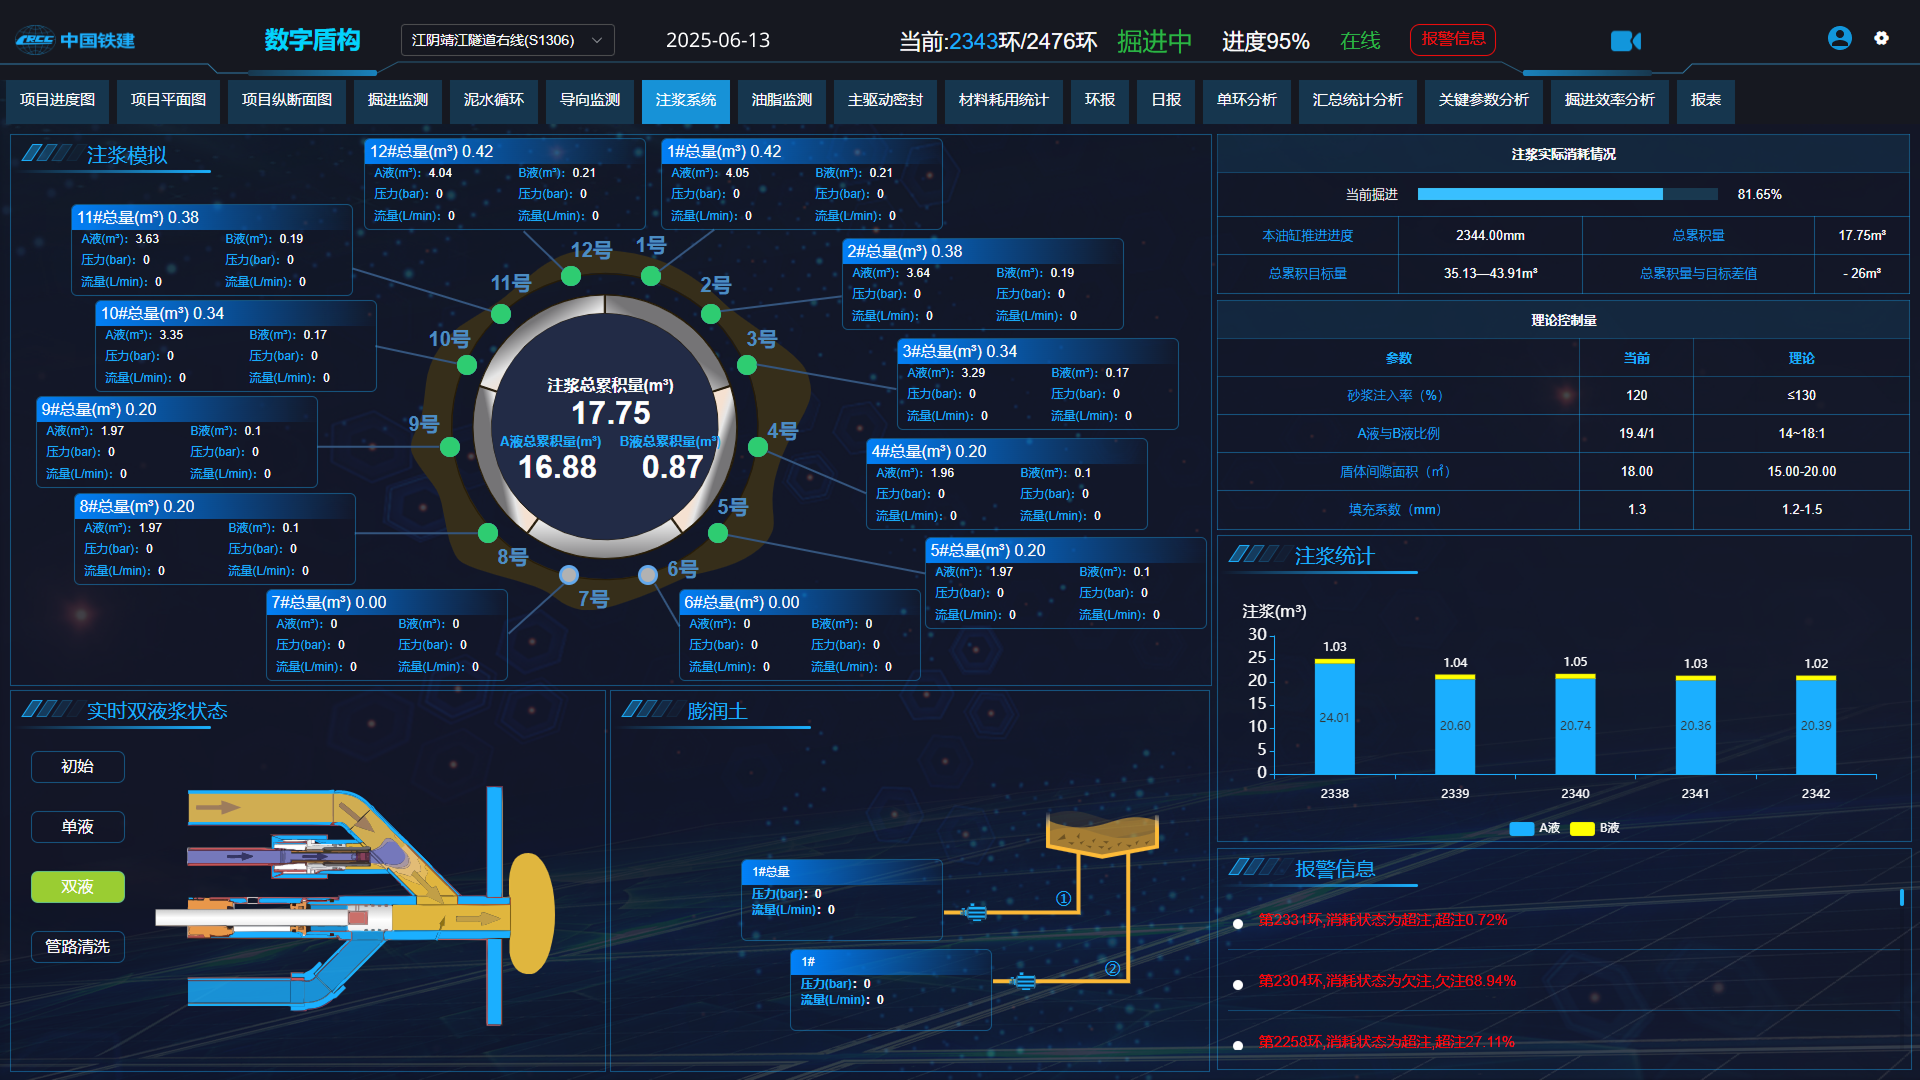 CRCC 中国铁建
数字盾构
江阴靖江隧道右线(S1306)
2025-06-13
当前:2343环/2476环 掘进中 进度95% 在线 报警信息
项目进度图 项目平面图 项目纵断面图 掘进监测 泥水循环 导向监测 注浆系统 油脂监测 主驱动密封 材料耗用统计 环报 日报 单环分析 汇总统计分析 关键参数分析 掘进效率分析 报表
注浆模拟
12#总量(m³) 0.42
A液(m³): 4.04 B液(m³): 0.21
压力(bar): 0 压力(bar): 0
流量(L/min): 0 流量(L/min): 0
1#总量(m³) 0.42
A液(m³): 4.05 B液(m³): 0.21
压力(bar): 0 压力(bar): 0
流量(L/min): 0 流量(L/min): 0
11#总量(m³) 0.38
A液(m³): 3.63 B液(m³): 0.19
压力(bar): 0 压力(bar): 0
流量(L/min): 0 流量(L/min): 0
2#总量(m³) 0.38
A液(m³): 3.64 B液(m³): 0.19
压力(bar): 0 压力(bar): 0
流量(L/min): 0 流量(L/min): 0
10#总量(m³) 0.34
A液(m³): 3.35 B液(m³): 0.17
压力(bar): 0 压力(bar): 0
流量(L/min): 0 流量(L/min): 0
3#总量(m³) 0.34
A液(m³): 3.29 B液(m³): 0.17
压力(bar): 0 压力(bar): 0
流量(L/min): 0 流量(L/min): 0
9#总量(m³) 0.20
A液(m³): 1.97 B液(m³): 0.1
压力(bar): 0 压力(bar): 0
流量(L/min): 0 流量(L/min): 0
4#总量(m³) 0.20
A液(m³): 1.96 B液(m³): 0.1
压力(bar): 0 压力(bar): 0
流量(L/min): 0 流量(L/min): 0
8#总量(m³) 0.20
A液(m³): 1.97 B液(m³): 0.1
压力(bar): 0 压力(bar): 0
流量(L/min): 0 流量(L/min): 0
5#总量(m³) 0.20
A液(m³): 1.97 B液(m³): 0.1
压力(bar): 0 压力(bar): 0
流量(L/min): 0 流量(L/min): 0
7#总量(m³) 0.00
A液(m³): 0 B液(m³): 0
压力(bar): 0 压力(bar): 0
流量(L/min): 0 流量(L/min): 0
6#总量(m³) 0.00
A液(m³): 0 B液(m³): 0
压力(bar): 0 压力(bar): 0
流量(L/min): 0 流量(L/min): 0
12号 1号
11号 2号
10号 3号
9号 4号
8号 5号
7号 6号
注浆总累积量(m³)
17.75
A液总累积量(m³) B液总累积量(m³)
16.88 0.87
注浆实际消耗情况
当前掘进 81.65%
本油缸推进进度 2344.00mm 总累积量 17.75m³
总累积目标量 35.13—43.91m³ 总累积量与目标差值 - 26m³
理论控制量
参数 当前 理论
砂浆注入率（%） 120 ≤130
A液与B液比例 19.4/1 14~18:1
盾体间隙面积（㎡） 18.00 15.00-20.00
填充系数（mm） 1.3 1.2-1.5
注浆统计
注浆(m³)
30
25
20
15
10
5
0
1.03 1.04 1.05 1.03 1.02
24.01 20.60 20.74 20.36 20.39
2338 2339 2340 2341 2342
A液 B液
报警信息
第2331环,消耗状态为超注,超注0.72%
第2304环,消耗状态为欠注,欠注68.94%
第2258环,消耗状态为超注,超注27.11%
实时双液浆状态
初始
单液
双液
管路清洗
膨润土
1#总量
压力(bar): 0
流量(L/min): 0
①
1#
压力(bar): 0
流量(L/min): 0
②